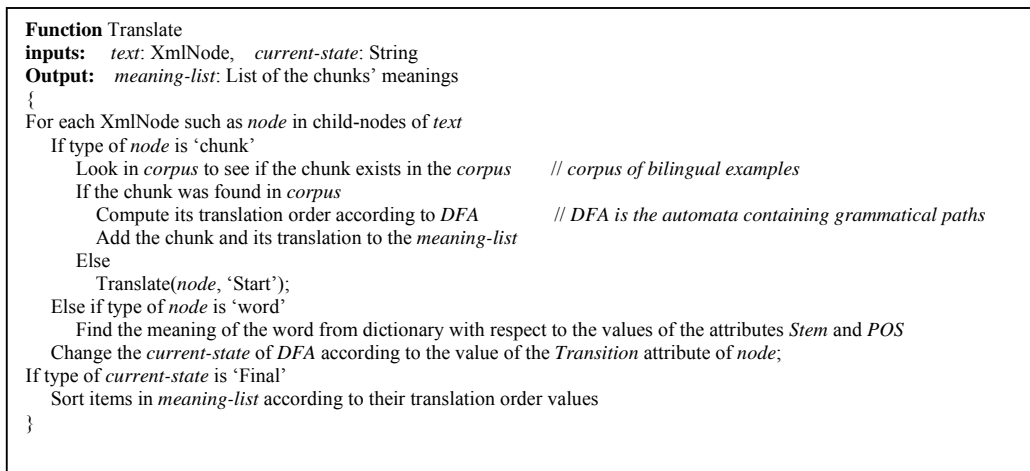 Function Translate
inputs: text: XmlNode, current-state: String
Output: meaning-list: List of the chunks' meanings
{
For each XmlNode such as node in child-nodes of text
If type of node is ‘chunk’
Look in corpus to see if the chunk exists in the corpus // corpus of bilingual examples
If the chunk was found in corpus
Compute its translation order according to DFA // DFA is the automata containing grammatical paths
Add the chunk and its translation to the meaning-list
Else
Translate(node, ‘Start’);
Else if type of node is ‘word’
Find the meaning of the word from dictionary with respect to the values of the attributes Stem and POS
Change the current-state of DFA according to the value of the Transition attribute of node;
If type of current-state is ‘Final’
Sort items in meaning-list according to their translation order values
}